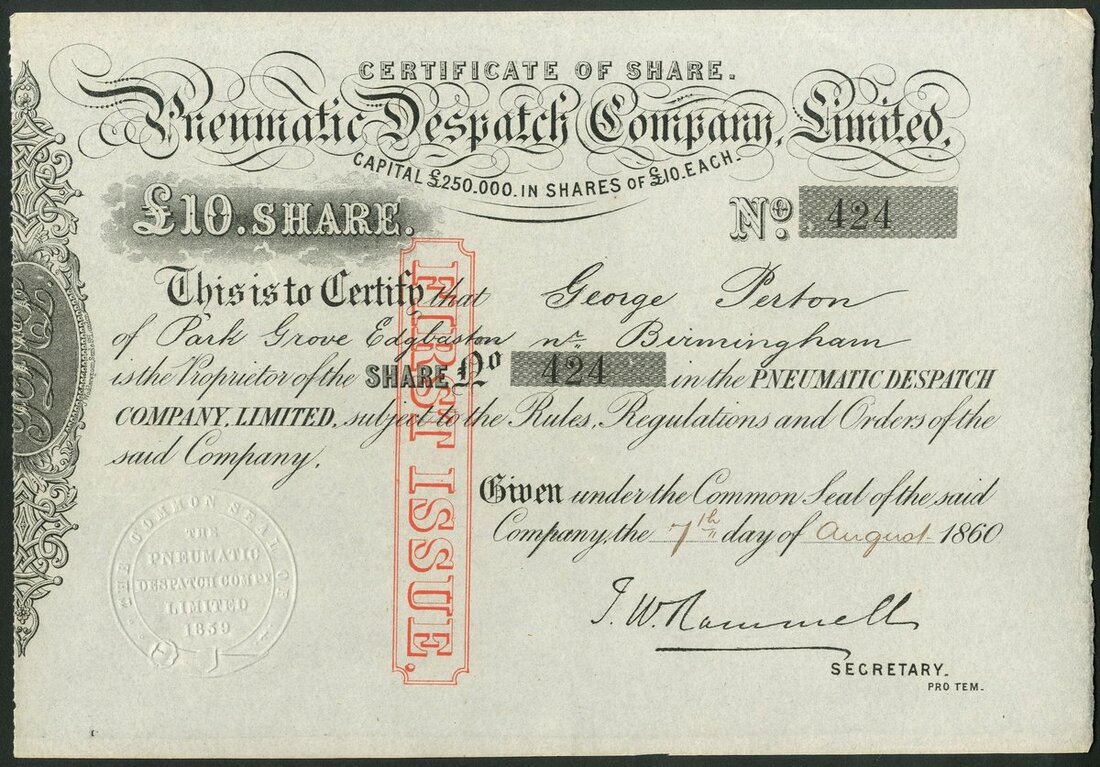 CERTIFICATE OF SHARE.
Pneumatic Despatch Company, Limited.
CAPITAL £250.000. IN SHARES OF £10. EACH.
£10. SHARE.
No. 424
This is to Certify that George Perton
of Park Grove Edgbaston nr. Birmingham
is the Proprietor of the SHARE No 424 in the PNEUMATIC DESPATCH
COMPANY, LIMITED, subject to the Rules, Regulations and Orders of the
said Company.
FIRST ISSUE.
Given under the Common Seal of the said
Company, the 7th day of August 1860
THE COMMON SEAL OF
THE
PNEUMATIC
DESPATCH COMPY
LIMITED
1859
J. W. Rammell
SECRETARY.
PRO TEM.